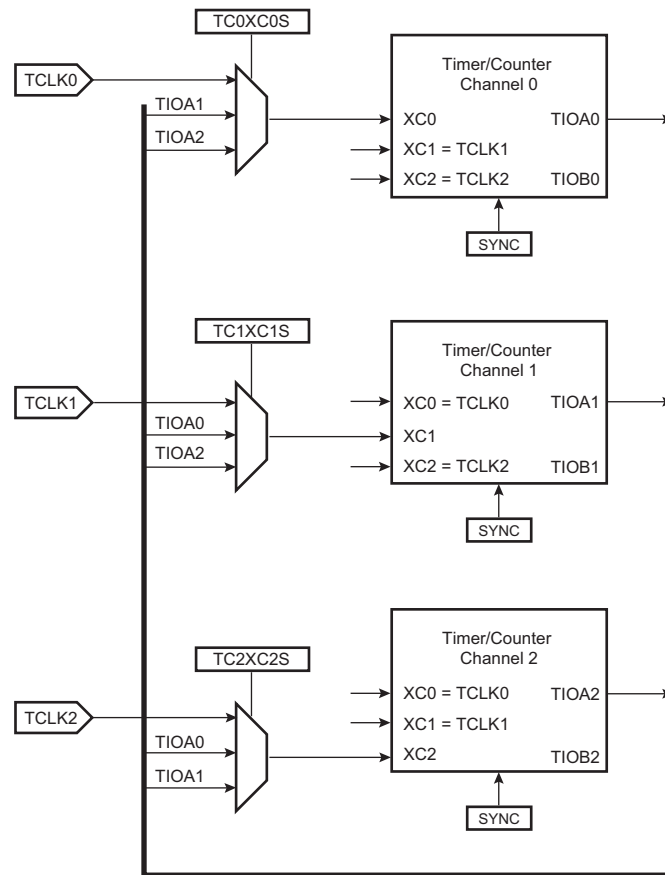 TC0XC0S
TCLK0
TIOA1
TIOA2
Timer/Counter
Channel 0
XC0
TIOA0
XC1 = TCLK1
XC2 = TCLK2
TIOB0
SYNC
TC1XC1S
TCLK1
TIOA0
TIOA2
Timer/Counter
Channel 1
XC0 = TCLK0
TIOA1
XC1
XC2 = TCLK2
TIOB1
SYNC
TC2XC2S
TCLK2
TIOA0
TIOA1
Timer/Counter
Channel 2
XC0 = TCLK0
TIOA2
XC1 = TCLK1
XC2
TIOB2
SYNC